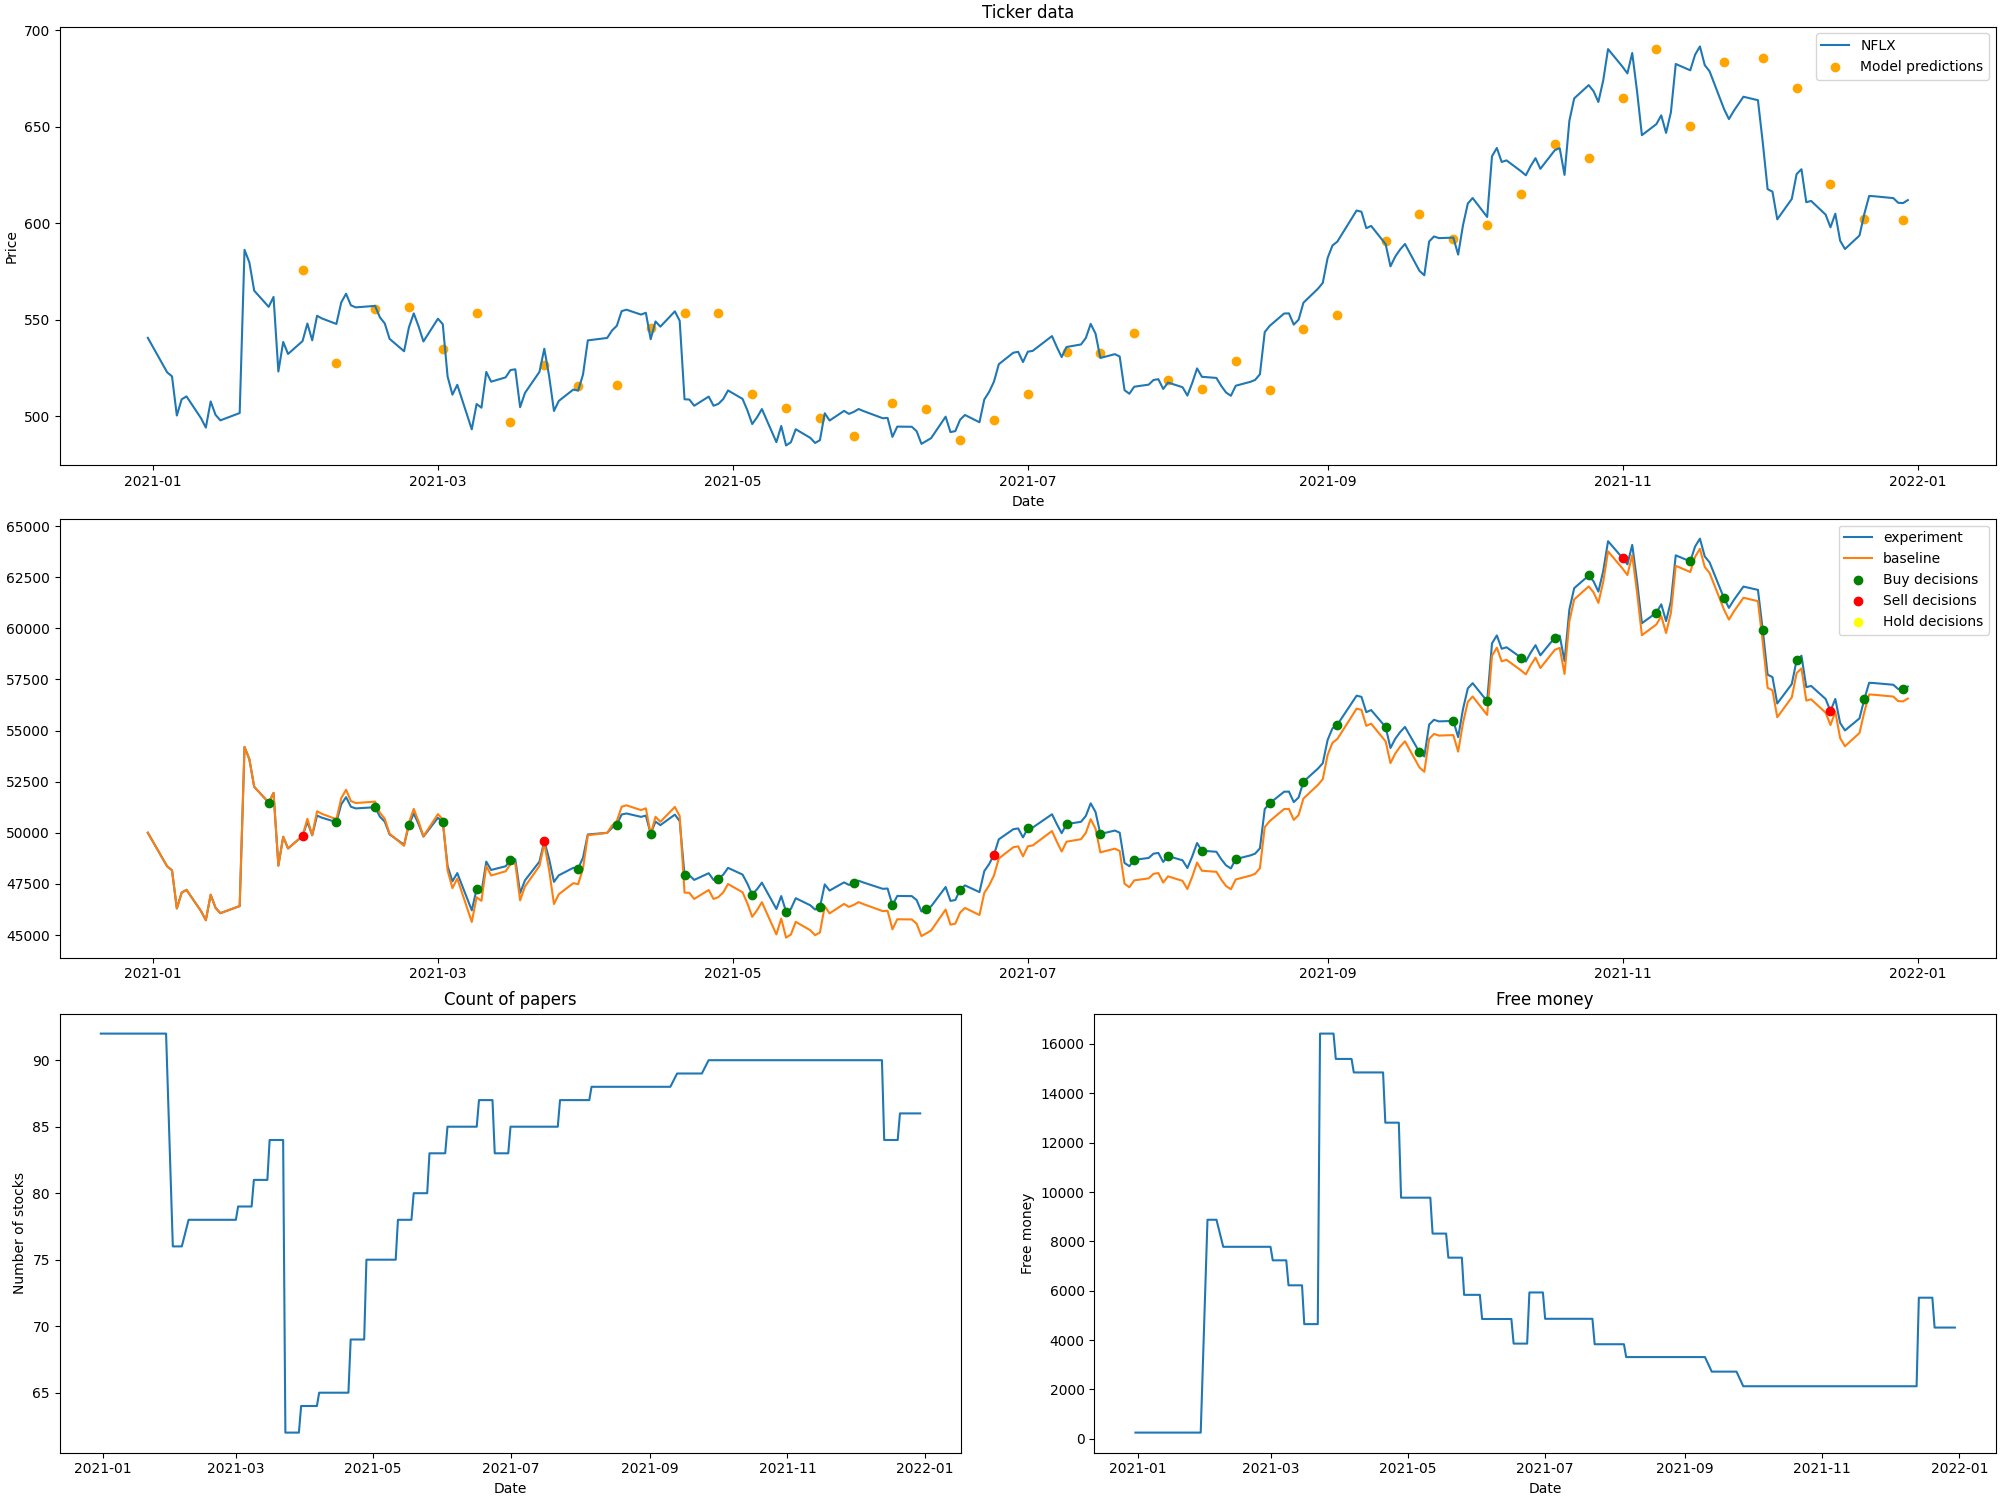 Ticker data
NFLX
Model predictions
Price
700
650
600
550
500
2021-01 2021-03 2021-05 2021-07 2021-09 2021-11 2022-01
Date
65000
62500
60000
57500
55000
52500
50000
47500
45000
experiment
baseline
Buy decisions
Sell decisions
Hold decisions
2021-01 2021-03 2021-05 2021-07 2021-09 2021-11 2022-01
Count of papers
Number of stocks
90
85
80
75
70
65
2021-01 2021-03 2021-05 2021-07 2021-09 2021-11 2022-01
Date
Free money
Free money
16000
14000
12000
10000
8000
6000
4000
2000
0
2021-01 2021-03 2021-05 2021-07 2021-09 2021-11 2022-01
Date